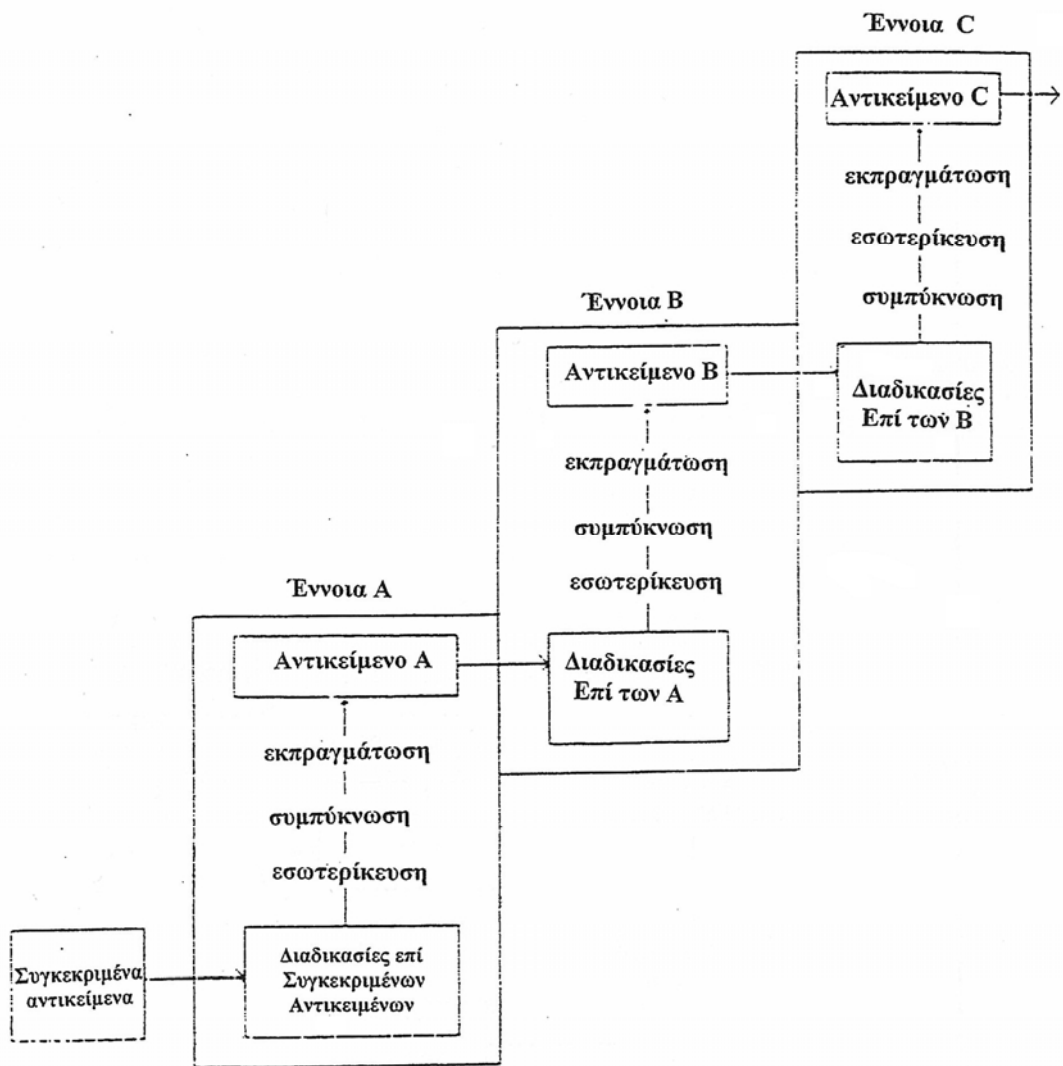 Έννοια C
Αντικείμενο C
εκπραγμάτωση
εσωτερίκευση
συμπύκνωση
Διαδικασίες
Επί των Β
Έννοια Β
Αντικείμενο Β
εκπραγμάτωση
συμπύκνωση
εσωτερίκευση
Διαδικασίες
Επί των Α
Έννοια Α
Αντικείμενο Α
εκπραγμάτωση
συμπύκνωση
εσωτερίκευση
Διαδικασίες επί
Συγκεκριμένων
Αντικειμένων
Συγκεκριμένα
αντικείμενα